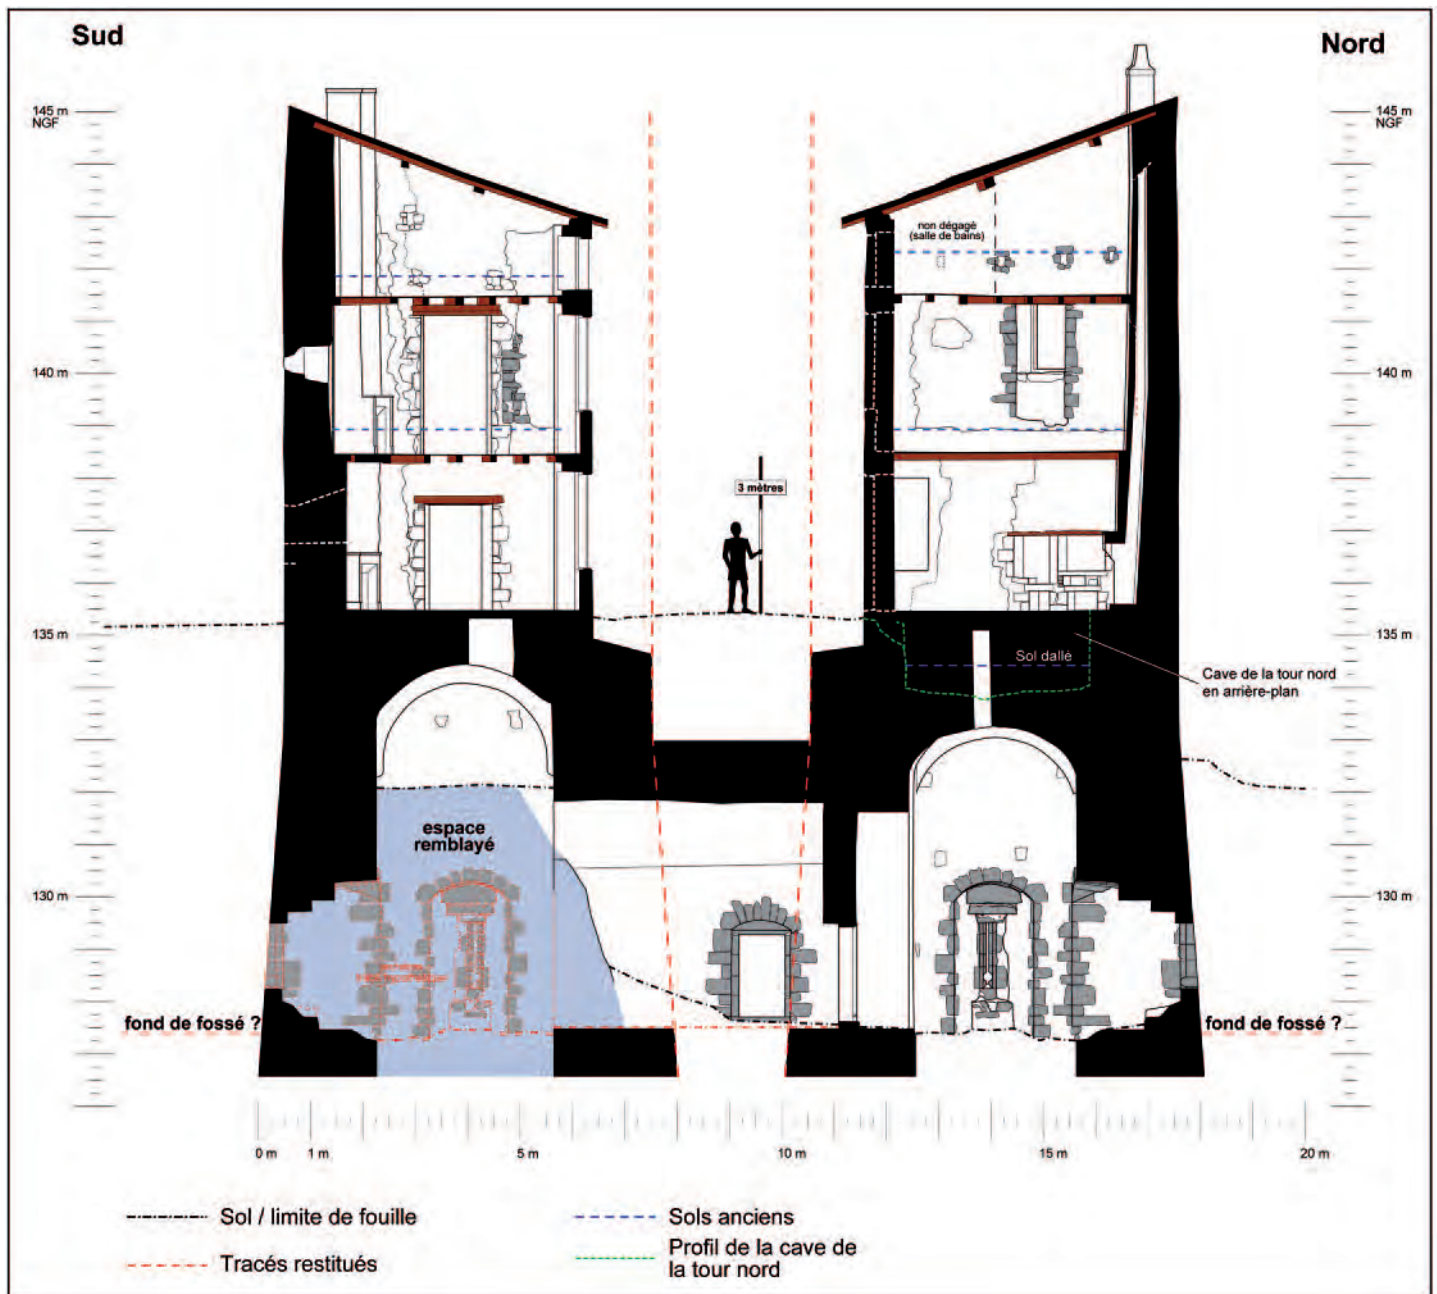 Sud
Nord
145 m
NGF
145 m
NGF
non dégagé
(salle de bains)
140 m
140 m
3 mètres
135 m
135 m
Sol dallé
Cave de la tour nord
en arrière-plan
espace
remblayé
130 m
130 m
fond de fossé ?
fond de fossé ?
0 m
1 m
5 m
10 m
15 m
20 m
Sol / limite de fouille
Sols anciens
Tracés restitués
Profil de la cave de
la tour nord